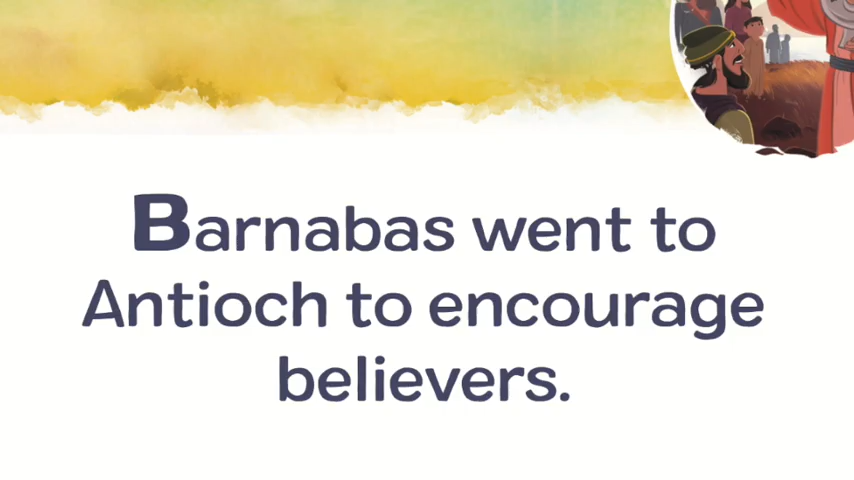 Barnabas went to
Antioch to encourage
believers.